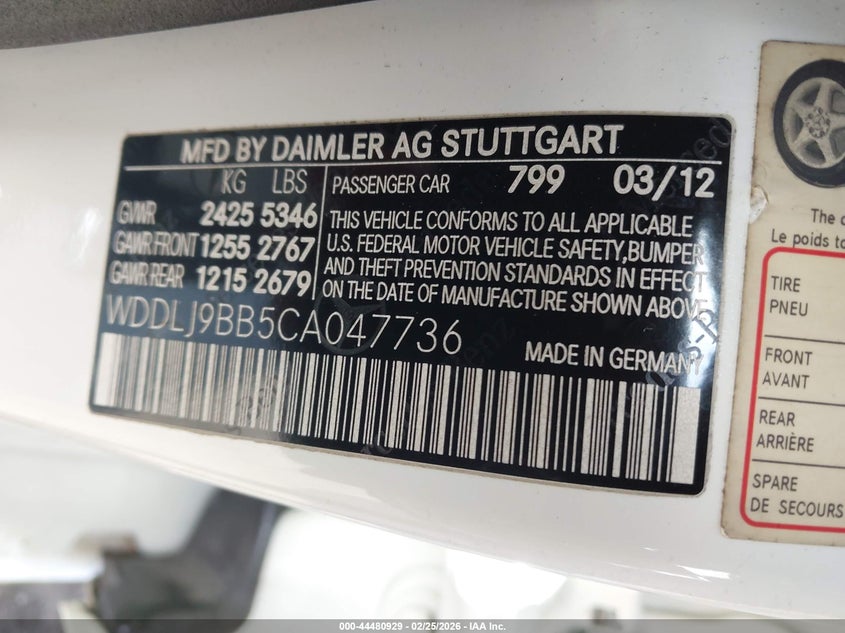 MFD BY DAIMLER AG STUTTGART
KG LBS
GVWR 2425 5346
GAWR FRONT 1255 2767
GAWR REAR 1215 2679
PASSENGER CAR 799 03/12
THIS VEHICLE CONFORMS TO ALL APPLICABLE
U.S. FEDERAL MOTOR VEHICLE SAFETY,BUMPER
AND THEFT PREVENTION STANDARDS IN EFFECT
ON THE DATE OF MANUFACTURE SHOWN ABOVE
WDDLJ9BB5CA047736
MADE IN GERMANY
The
Le poids
TIRE
PNEU
FRONT
AVANT
REAR
ARRIÈRE
SPARE
DE SECOURS
000-44480929 - 02/25/2026 - IAA Inc.